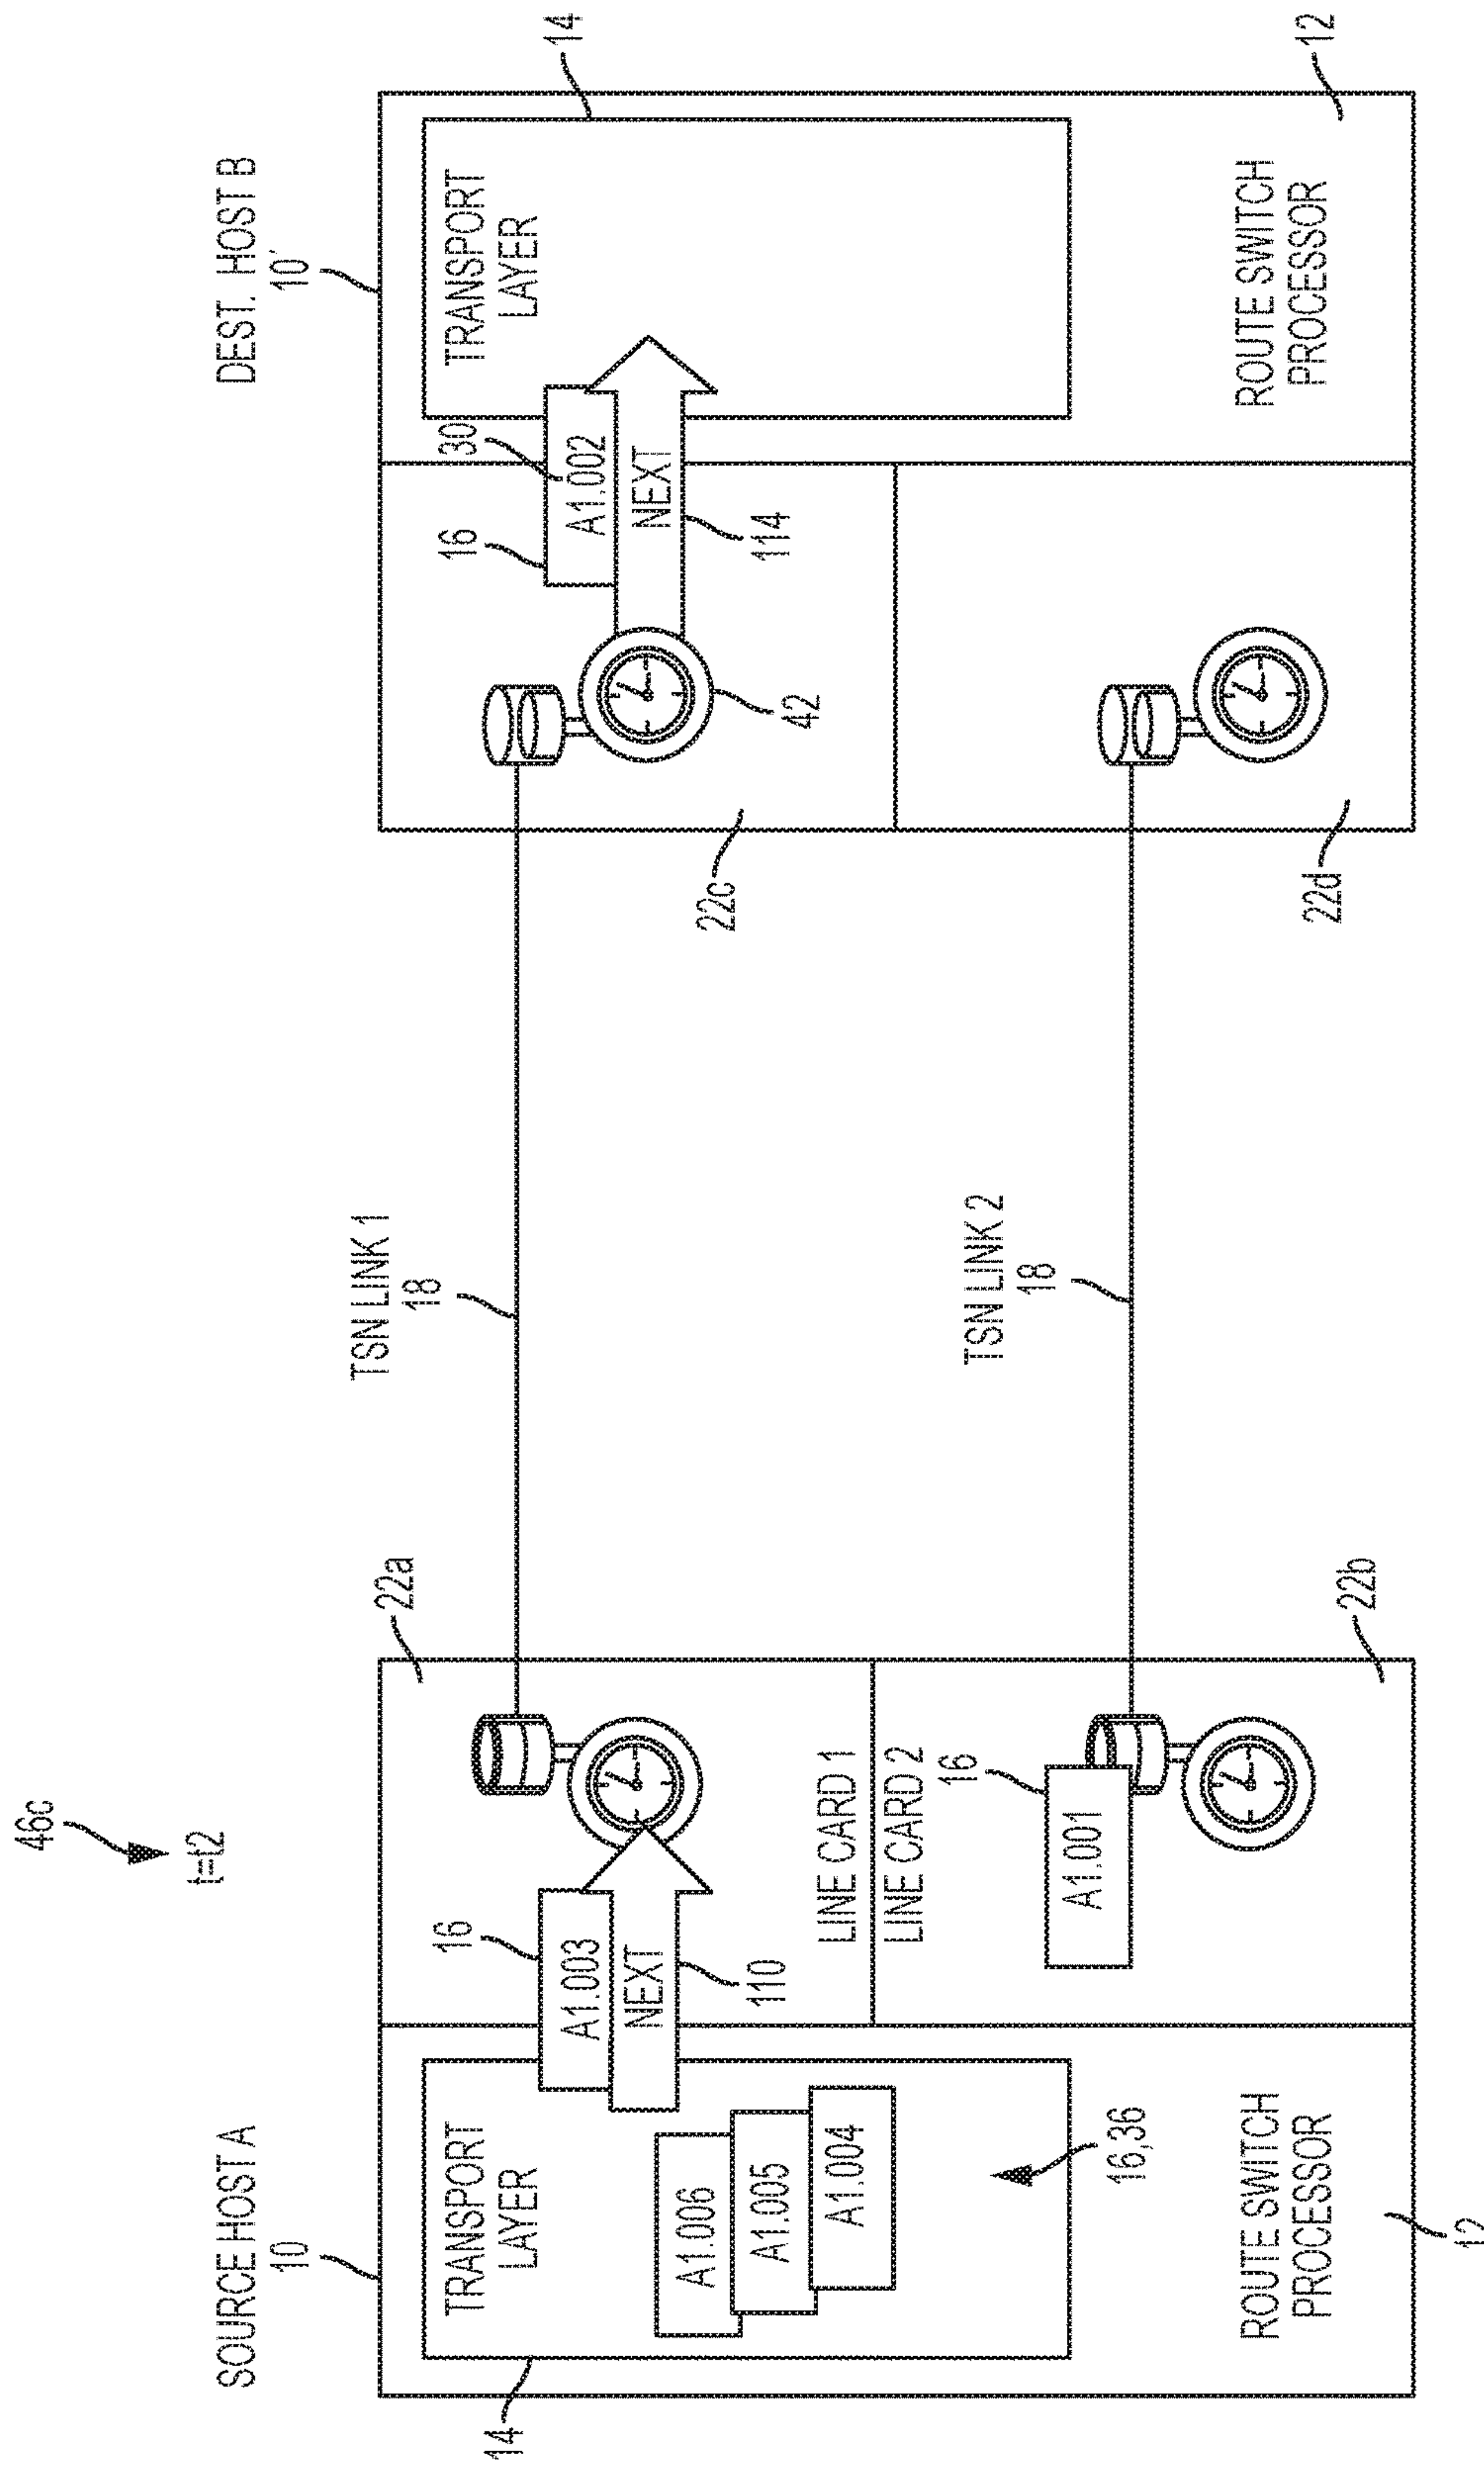 46c
t=t2
SOURCE HOST A
10
DEST. HOST B
10'
14
TRANSPORT
LAYER
A1.006
A1.005
A1.004
16,36
ROUTE SWITCH
PROCESSOR
12
16
A1.003
NEXT
110
22a
LINE CARD 1
LINE CARD 2
16
A1.001
22b
TSN LINK 1
18
TSN LINK 2
18
22c
42
16
30
A1.002
NEXT
114
22d
TRANSPORT
LAYER
14
ROUTE SWITCH
PROCESSOR
12